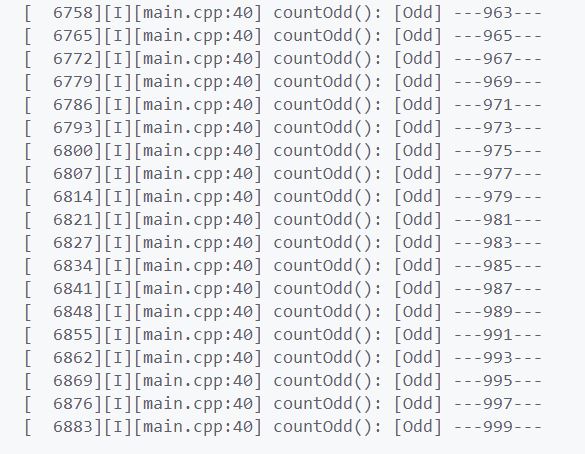 [  6758][I][main.cpp:40] countOdd(): [Odd] ---963---
[  6765][I][main.cpp:40] countOdd(): [Odd] ---965---
[  6772][I][main.cpp:40] countOdd(): [Odd] ---967---
[  6779][I][main.cpp:40] countOdd(): [Odd] ---969---
[  6786][I][main.cpp:40] countOdd(): [Odd] ---971---
[  6793][I][main.cpp:40] countOdd(): [Odd] ---973---
[  6800][I][main.cpp:40] countOdd(): [Odd] ---975---
[  6807][I][main.cpp:40] countOdd(): [Odd] ---977---
[  6814][I][main.cpp:40] countOdd(): [Odd] ---979---
[  6821][I][main.cpp:40] countOdd(): [Odd] ---981---
[  6827][I][main.cpp:40] countOdd(): [Odd] ---983---
[  6834][I][main.cpp:40] countOdd(): [Odd] ---985---
[  6841][I][main.cpp:40] countOdd(): [Odd] ---987---
[  6848][I][main.cpp:40] countOdd(): [Odd] ---989---
[  6855][I][main.cpp:40] countOdd(): [Odd] ---991---
[  6862][I][main.cpp:40] countOdd(): [Odd] ---993---
[  6869][I][main.cpp:40] countOdd(): [Odd] ---995---
[  6876][I][main.cpp:40] countOdd(): [Odd] ---997---
[  6883][I][main.cpp:40] countOdd(): [Odd] ---999---